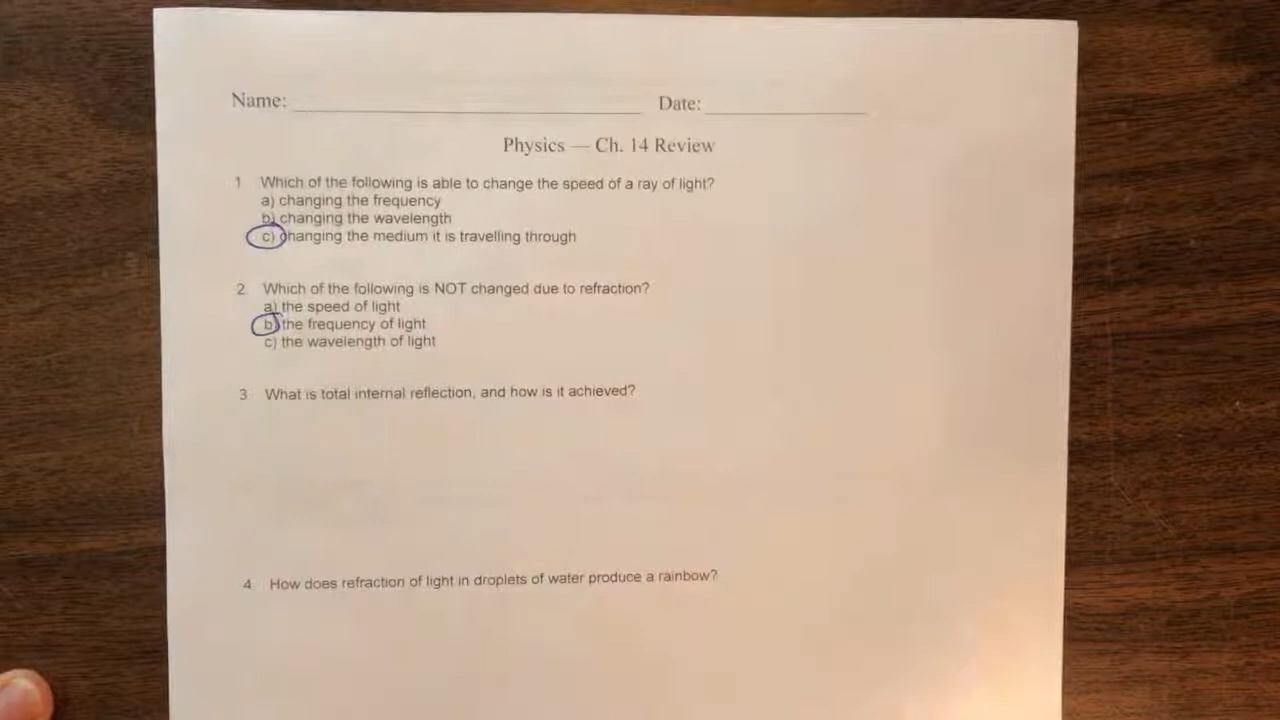 Name: Date:
Physics — Ch. 14 Review
1 Which of the following is able to change the speed of a ray of light?
a) changing the frequency
b) changing the wavelength
c) changing the medium it is travelling through
2 Which of the following is NOT changed due to refraction?
a) the speed of light
b) the frequency of light
c) the wavelength of light
3 What is total internal reflection, and how is it achieved?
4 How does refraction of light in droplets of water produce a rainbow?